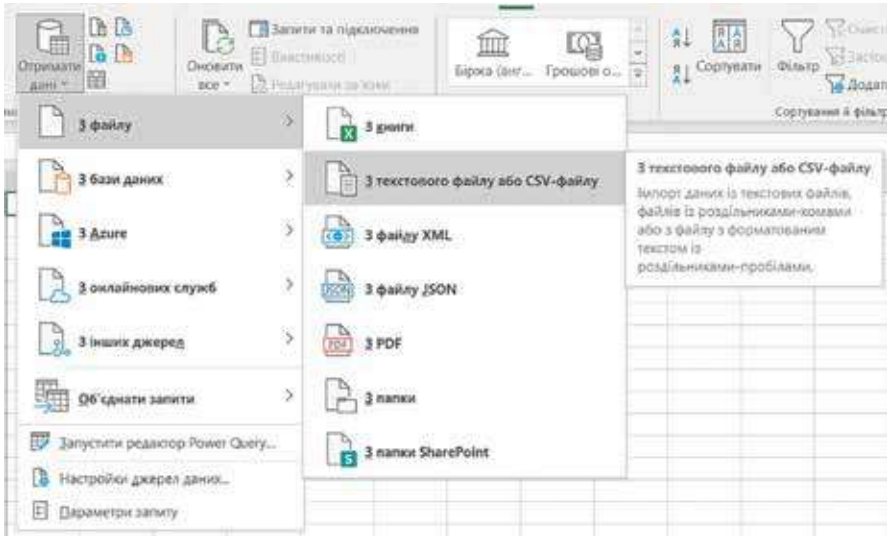 Отримати
дані
Оновити
все
Запити та підключення
Властивості
Редагувати зв'язки
Біржа (анг...
Грошові о...
Сортувати
Фільтр
Сортування й фільтр
З файлу
З бази даних
З Azure
З онлайнових служб
З інших джерел
Об'єднати запити
Запустити редактор Power Query...
Настройки джерел даних...
Параметри запиту
З книги
З текстового файлу або CSV-файлу
З файлу XML
З файлу JSON
З PDF
З папки
З папки SharePoint
З текстового файлу або CSV-файлу
Імпорт даних із текстових файлів,
файлів із роздільниками-комами
або з файлу з форматованим
текстом із
роздільниками-пробілами.